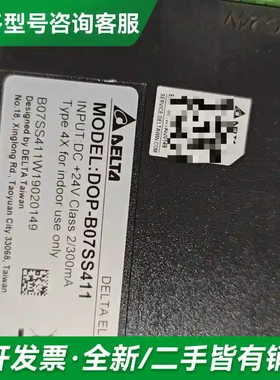 多型号咨询客服
DELTA
DELTA EL
MODEL:DOP-B07SS411
INPUT:DC +24V Class 2/300mA
Type 4X for indoor use only
B07SS411W19020149
Designed by DELTA Taiwan
No.18, Xinglong Rd., Taoyuan
City 33068, Taiwan
24V
开发票·全新/二手皆有销